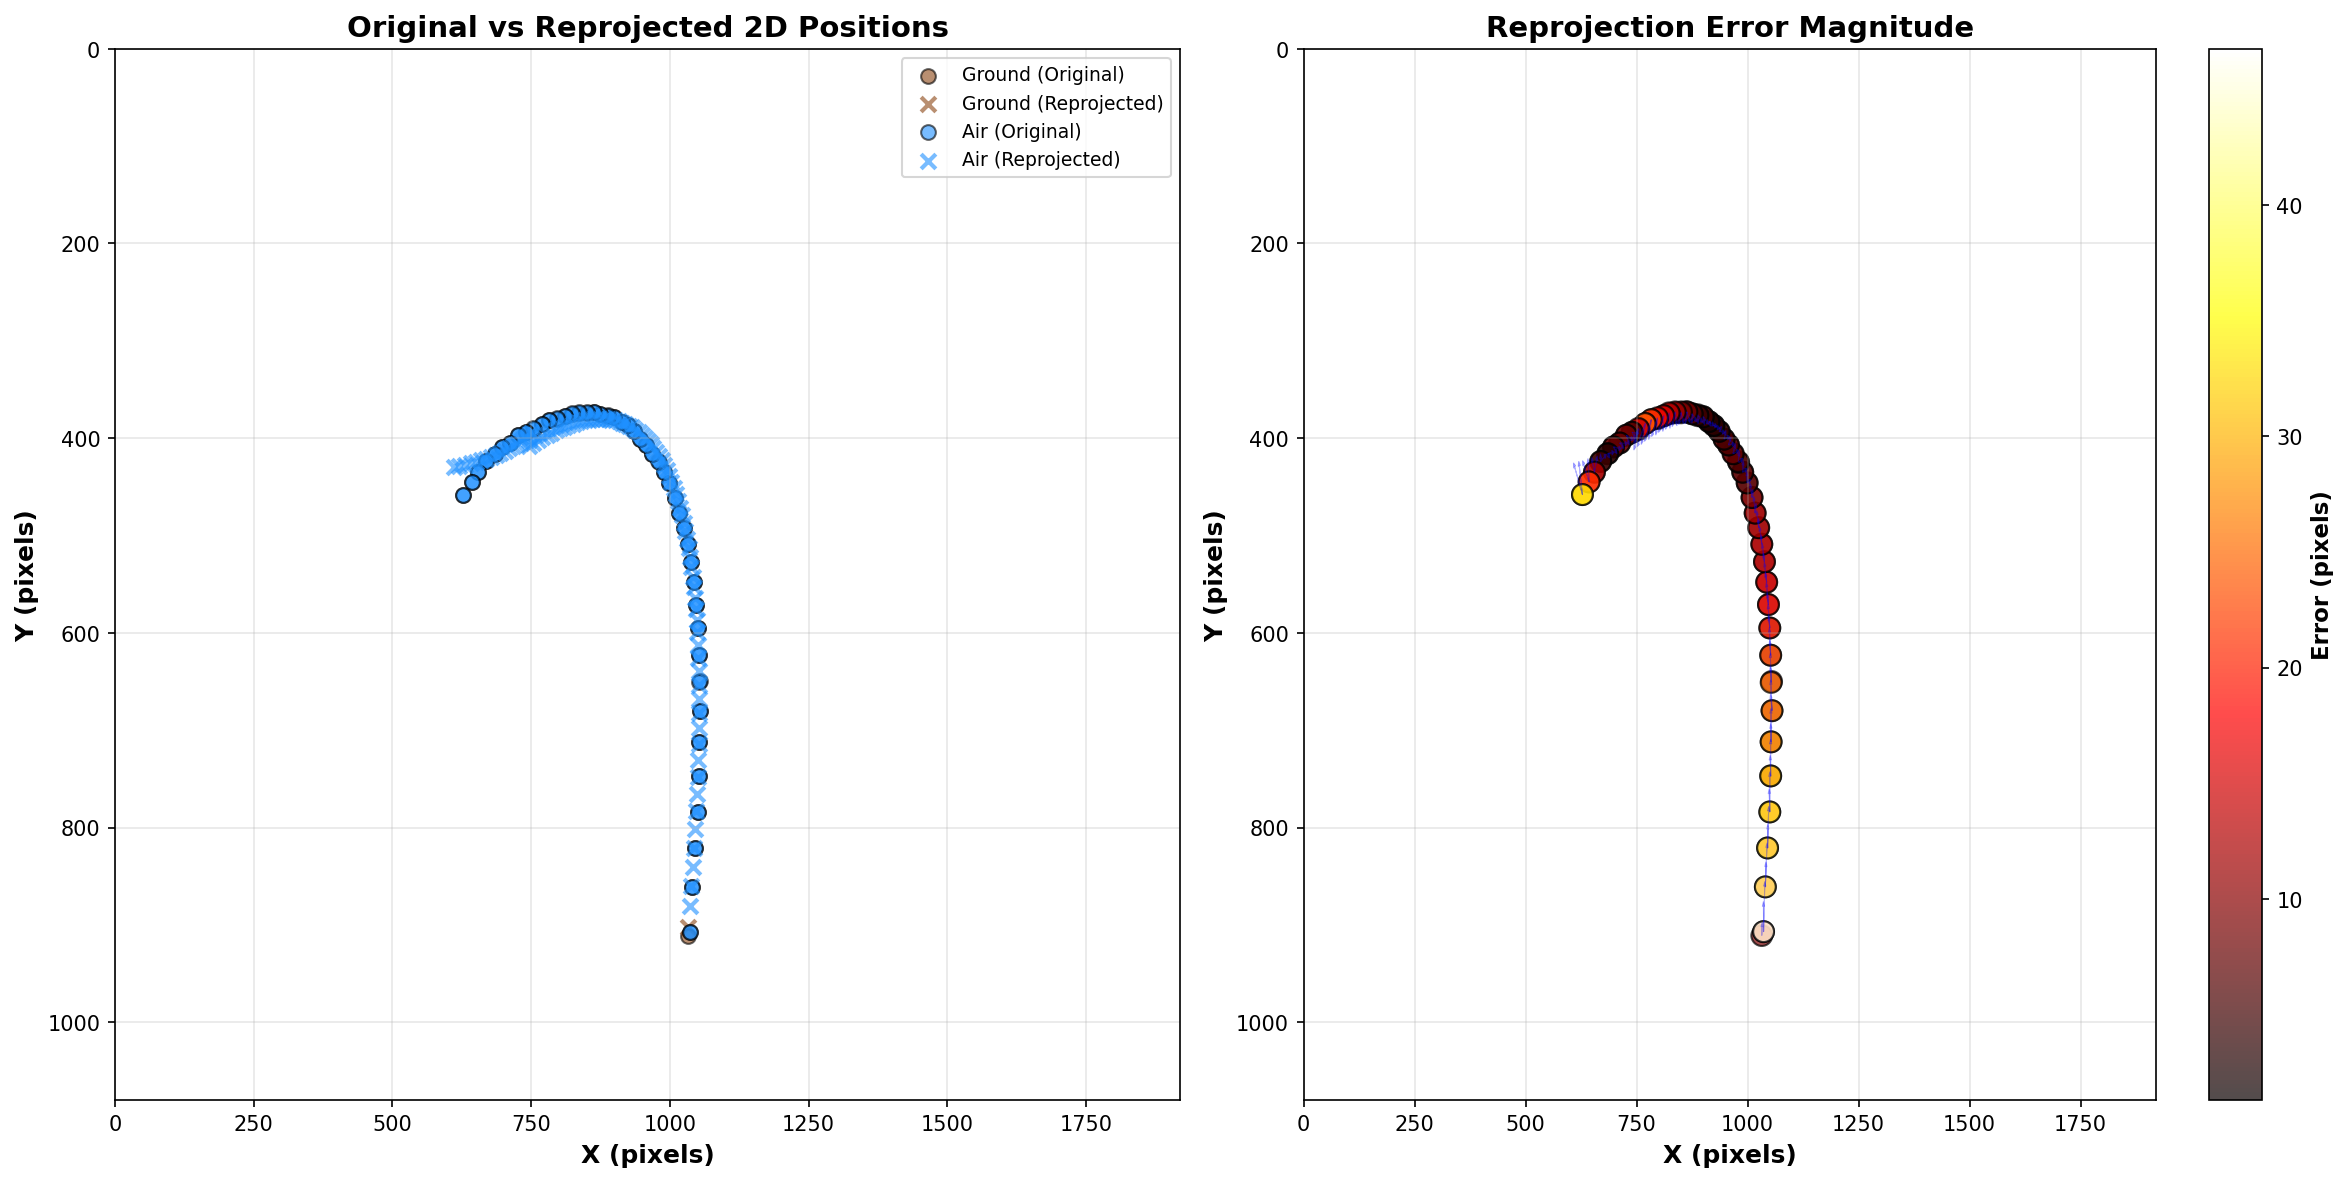 Original vs Reprojected 2D Positions
Ground (Original)
Ground (Reprojected)
Air (Original)
Air (Reprojected)
0
200
400
600
800
1000
Y (pixels)
0
250
500
750
1000
1250
1500
1750
X (pixels)
Reprojection Error Magnitude
0
200
400
600
800
1000
Y (pixels)
0
250
500
750
1000
1250
1500
1750
X (pixels)
40
30
20
10
Error (pixels)